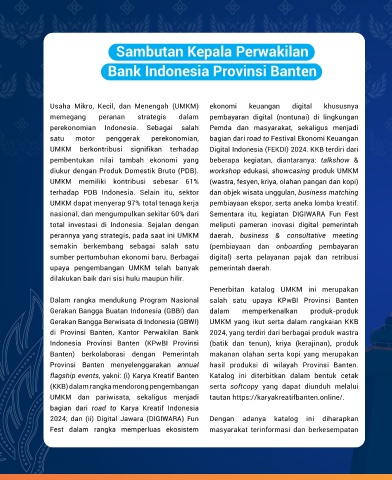 Sambutan Kepala Perwakilan
Bank Indonesia Provinsi Banten
Usaha Mikro, Kecil, dan Menengah (UMKM)
memegang peranan strategis dalam
perekonomian Indonesia. Sebagai salah
satu motor penggerak perekonomian,
UMKM berkontribusi signifikan terhadap
pembentukan nilai tambah ekonomi yang
diukur dengan Produk Domestik Bruto (PDB).
UMKM memiliki kontribusi sebesar 61%
terhadap PDB Indonesia. Selain itu, sektor
UMKM dapat menyerap 97% total tenaga kerja
nasional, dan mengumpulkan sekitar 60% dari
total investasi di Indonesia. Sejalan dengan
perannya yang strategis, pada saat ini UMKM
semakin berkembang sebagai salah satu
sumber pertumbuhan ekonomi baru. Berbagai
upaya pengembangan UMKM telah banyak
dilakukan baik dari sisi hulu maupun hilir.
Dalam rangka mendukung Program Nasional
Gerakan Bangga Buatan Indonesia (GBBI) dan
Gerakan Bangga Berwisata di Indonesia (GBWI)
di Provinsi Banten, Kantor Perwakilan Bank
Indonesia Provinsi Banten (KPwBI Provinsi
Banten) berkolaborasi dengan Pemerintah
Provinsi Banten menyelenggarakan annual
flagship events, yakni: (i) Karya Kreatif Banten
(KKB) dalam rangka mendorong pengembangan
UMKM dan pariwisata, sekaligus menjadi
bagian dari road to Karya Kreatif Indonesia
2024; dan (ii) Digital Jawara (DIGIWARA) Fun
Fest dalam rangka memperluas ekosistem
ekonomi keuangan digital khususnya
pembayaran digital (nontunai) di lingkungan
Pemda dan masyarakat, sekaligus menjadi
bagian dari road to Festival Ekonomi Keuangan
Digital Indonesia (FEKDI) 2024. KKB terdiri dari
beberapa kegiatan, diantaranya: talkshow &
workshop edukasi, showcasing produk UMKM
(wastra, fesyen, kriya, olahan pangan dan kopi)
dan objek wisata unggulan, business matching
pembiayaan ekspor, serta aneka lomba kreatif.
Sementara itu, kegiatan DIGIWARA Fun Fest
meliputi pameran inovasi digital pemerintah
daerah, business & consultative meeting
(pembiayaan dan onboarding pembayaran
digital) serta pelayanan pajak dan retribusi
pemerintah daerah.
Penerbitan katalog UMKM ini merupakan
salah satu upaya KPwBI Provinsi Banten
dalam memperkenalkan produk-produk
UMKM yang ikut serta dalam rangkaian KKB
2024, yang terdiri dari berbagai produk wastra
(batik dan tenun), kriya (kerajinan), produk
makanan olahan serta kopi yang merupakan
hasil produksi di wilayah Provinsi Banten.
Katalog ini diterbitkan dalam bentuk cetak
serta softcopy yang dapat diunduh melalui
tautan https://karyakreatifbanten.online/.
Dengan adanya katalog ini diharapkan
masyarakat terinformasi dan berkesempatan